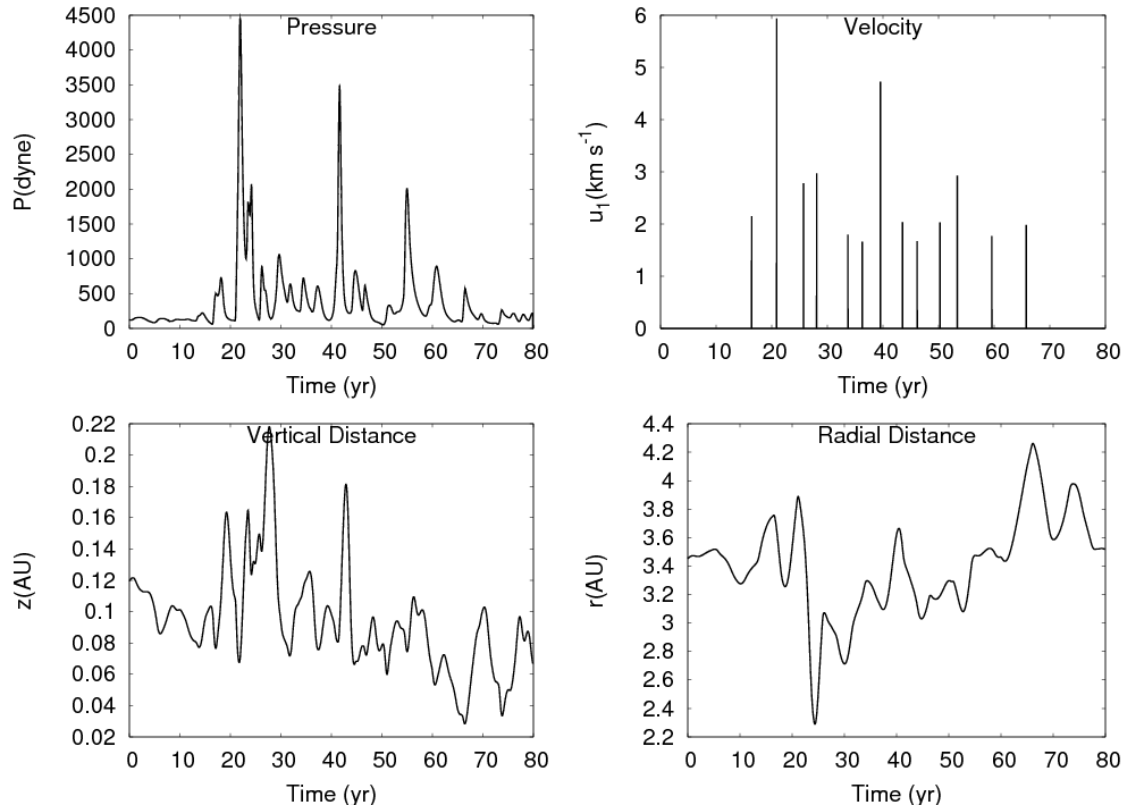 Pressure
P(dyne)
4500
4000
3500
3000
2500
2000
1500
1000
500
0
0 10 20 30 40 50 60 70 80
Time (yr)
Velocity
u₁(km s⁻¹)
6
5
4
3
2
1
0
0 10 20 30 40 50 60 70 80
Time (yr)
Vertical Distance
z(AU)
0.22
0.2
0.18
0.16
0.14
0.12
0.1
0.08
0.06
0.04
0.02
0 10 20 30 40 50 60 70 80
Time (yr)
Radial Distance
r(AU)
4.4
4.2
4
3.8
3.6
3.4
3.2
3
2.8
2.6
2.4
2.2
0 10 20 30 40 50 60 70 80
Time (yr)